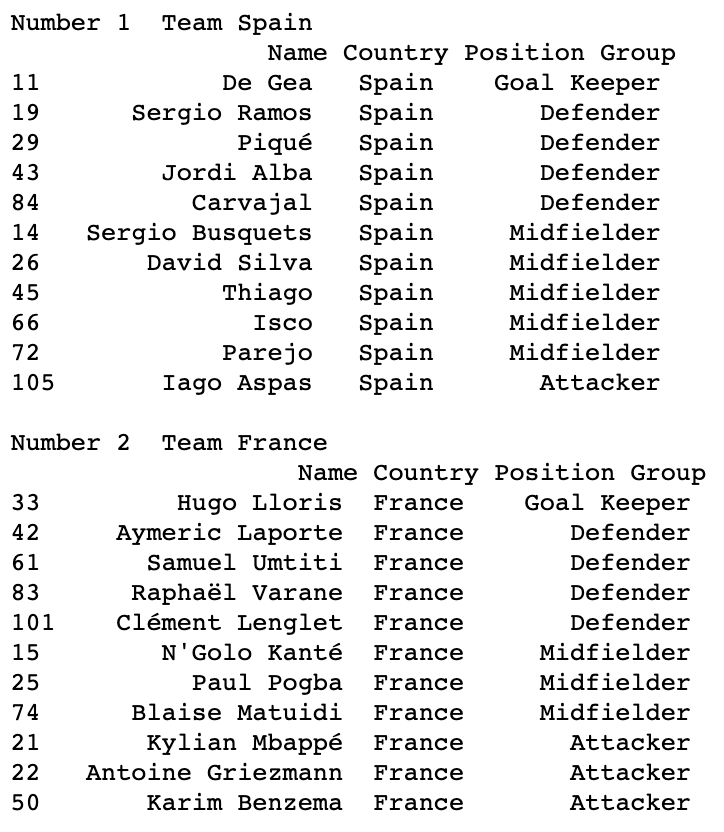 Number 1  Team Spain
Name Country Position Group
11 De Gea Spain Goal Keeper
19 Sergio Ramos Spain Defender
29 Piqué Spain Defender
43 Jordi Alba Spain Defender
84 Carvajal Spain Defender
14 Sergio Busquets Spain Midfielder
26 David Silva Spain Midfielder
45 Thiago Spain Midfielder
66 Isco Spain Midfielder
72 Parejo Spain Midfielder
105 Iago Aspas Spain Attacker
Number 2  Team France
Name Country Position Group
33 Hugo Lloris France Goal Keeper
42 Aymeric Laporte France Defender
61 Samuel Umtiti France Defender
83 Raphaël Varane France Defender
101 Clément Lenglet France Defender
15 N'Golo Kanté France Midfielder
25 Paul Pogba France Midfielder
74 Blaise Matuidi France Midfielder
21 Kylian Mbappé France Attacker
22 Antoine Griezmann France Attacker
50 Karim Benzema France Attacker